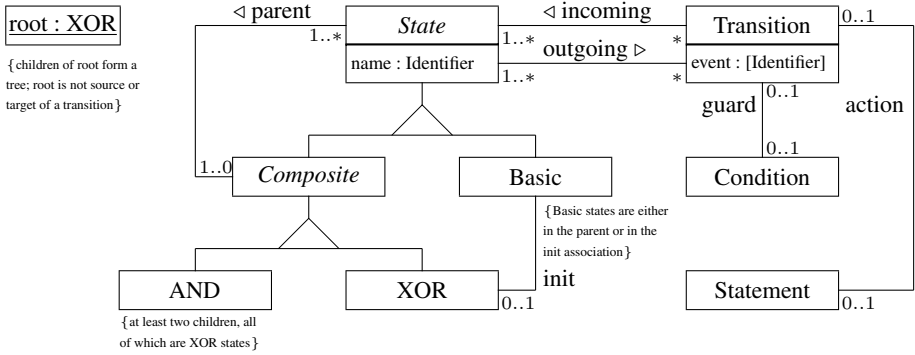 root : XOR
{children of root form a
tree; root is not source or
target of a transition}
◁ parent
1..∗
1..0
State
name : Identifier
◁ incoming
1..∗
∗
outgoing ▷
1..∗
∗
Transition
event : [Identifier]
0..1
action
guard
0..1
0..1
Composite
Basic
Condition
{Basic states are either
in the parent or in the
init association}
init
0..1
AND
{at least two children, all
of which are XOR states}
XOR
Statement
0..1